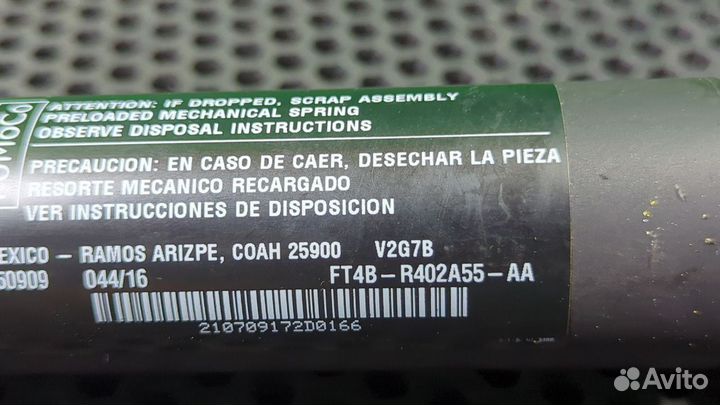 ATTENTION: IF DROPPED, SCRAP ASSEMBLY
PRELOADED MECHANICAL SPRING
OBSERVE DISPOSAL INSTRUCTIONS
PRECAUCION: EN CASO DE CAER, DESECHAR LA PIEZA
RESORTE MECANICO RECARGADO
VER INSTRUCCIONES DE DISPOSICION
EXICO – RAMOS ARIZPE, COAH 25900 V2G7B
50909 044/16 FT4B–R402A55–AA
210709172D0166
Avito